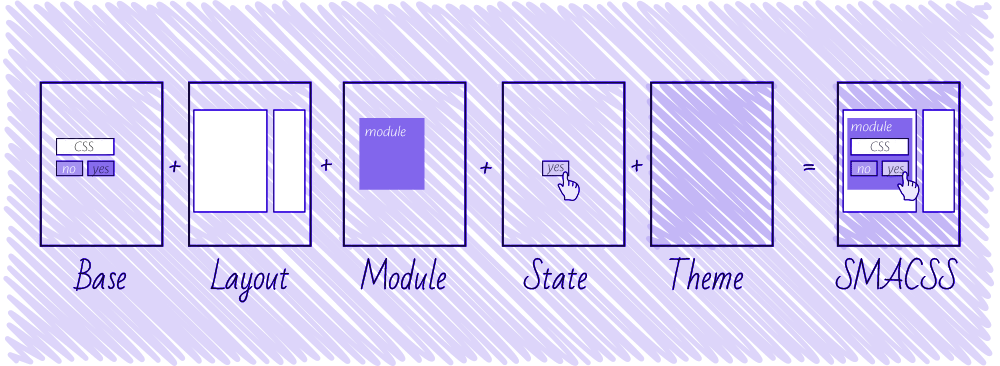 CSS
no yes
+
+
module
+
yes
+
=
module
CSS
no yes
Base Layout Module State Theme SMACSS